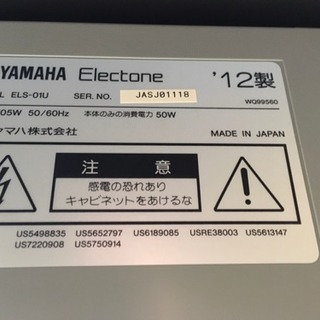 YAMAHA Electone '12製
L ELS-01U SER. NO. JASJ01118
WQ99560
05W 50/60Hz 本体のみの消費電力 50W
ヤマハ株式会社 MADE IN JAPAN
注 意
感電の恐れあり
キャビネットをあけるな
US5498835 US5652797 US6189085 USRE38003 US5613147
US7220908 US5750914